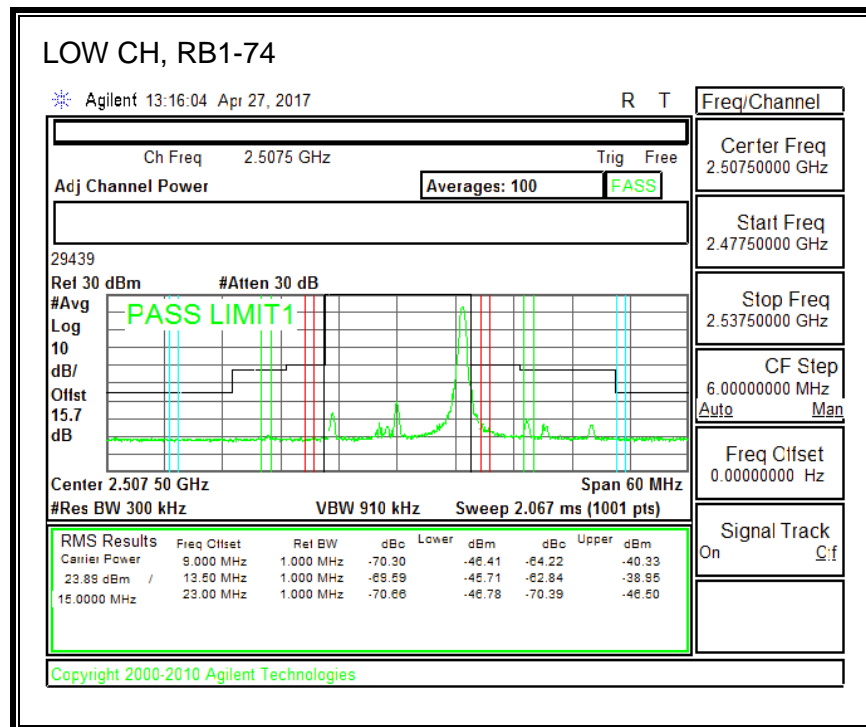 LOW CH, RB1-74
Agilent 13:16:04 Apr 27, 2017 R T
Freq/Channel
Ch Freq 2.5075 GHz Trig Free
Adj Channel Power Averages: 100 PASS
Center Freq
2.50750000 GHz
Start Freq
2.47750000 GHz
Stop Freq
2.53750000 GHz
CF Step
6.00000000 MHz
Auto Man
Freq Offset
0.00000000 Hz
Signal Track
On Off
29439
Ref 30 dBm #Atten 30 dB
#Avg
Log
10
dB/
Offst
15.7
dB
PASS LIMIT1
Center 2.507 50 GHz Span 60 MHz
#Res BW 300 kHz VBW 910 kHz Sweep 2.067 ms (1001 pts)
RMS Results Freq Offset Ref BW dBc Lower dBm dBc Upper dBm
Carrier Power 9.000 MHz 1.000 MHz -70.30 -46.41 -64.22 -40.33
23.89 dBm / 13.50 MHz 1.000 MHz -69.59 -45.71 -62.84 -38.95
15.0000 MHz 23.00 MHz 1.000 MHz -70.66 -46.78 -70.39 -46.50
Copyright 2000-2010 Agilent Technologies